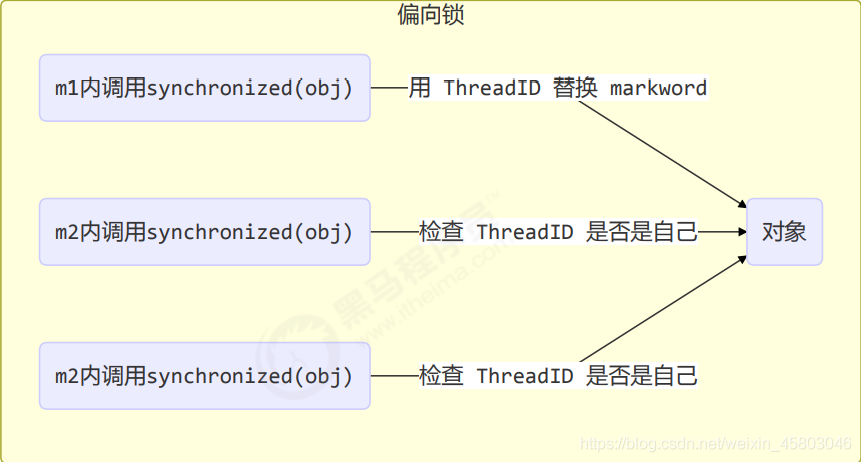 偏向锁
m1内调用synchronized(obj)
用 ThreadID 替换 markword
m2内调用synchronized(obj)
检查 ThreadID 是否是自己
对象
m2内调用synchronized(obj)
检查 ThreadID 是否是自己
黑马程序员™
www.itheima.com
https://blog.csdn.net/weixin_45803046